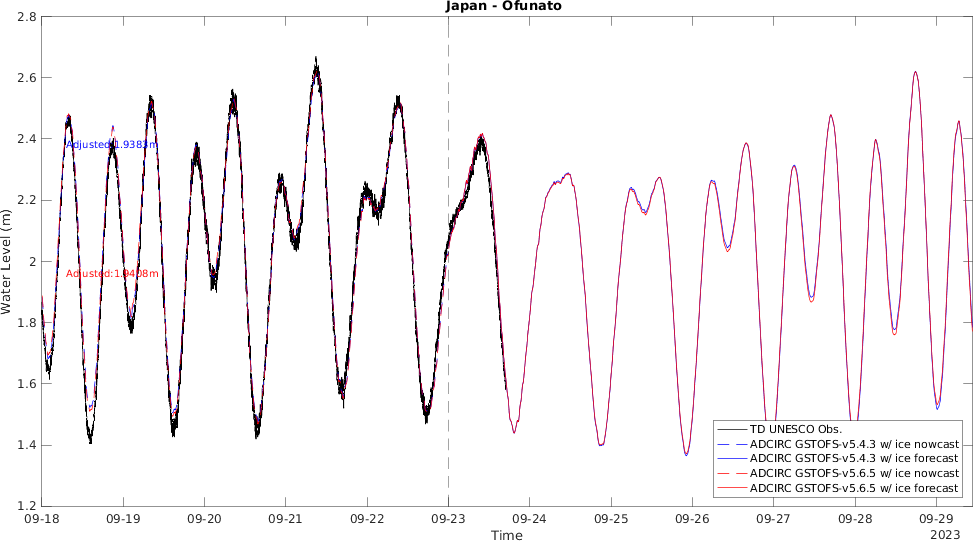 Japan - Ofunato
Water Level (m)
2.8
2.6
2.4
2.2
2
1.8
1.6
1.4
1.2
Adjusted:1.9383m
Adjusted:1.9408m
TD UNESCO Obs.
ADCIRC GSTOFS-v5.4.3 w/ ice nowcast
ADCIRC GSTOFS-v5.4.3 w/ ice forecast
ADCIRC GSTOFS-v5.6.5 w/ ice nowcast
ADCIRC GSTOFS-v5.6.5 w/ ice forecast
09-18 09-19 09-20 09-21 09-22 09-23 09-24 09-25 09-26 09-27 09-28 09-29
2023
Time